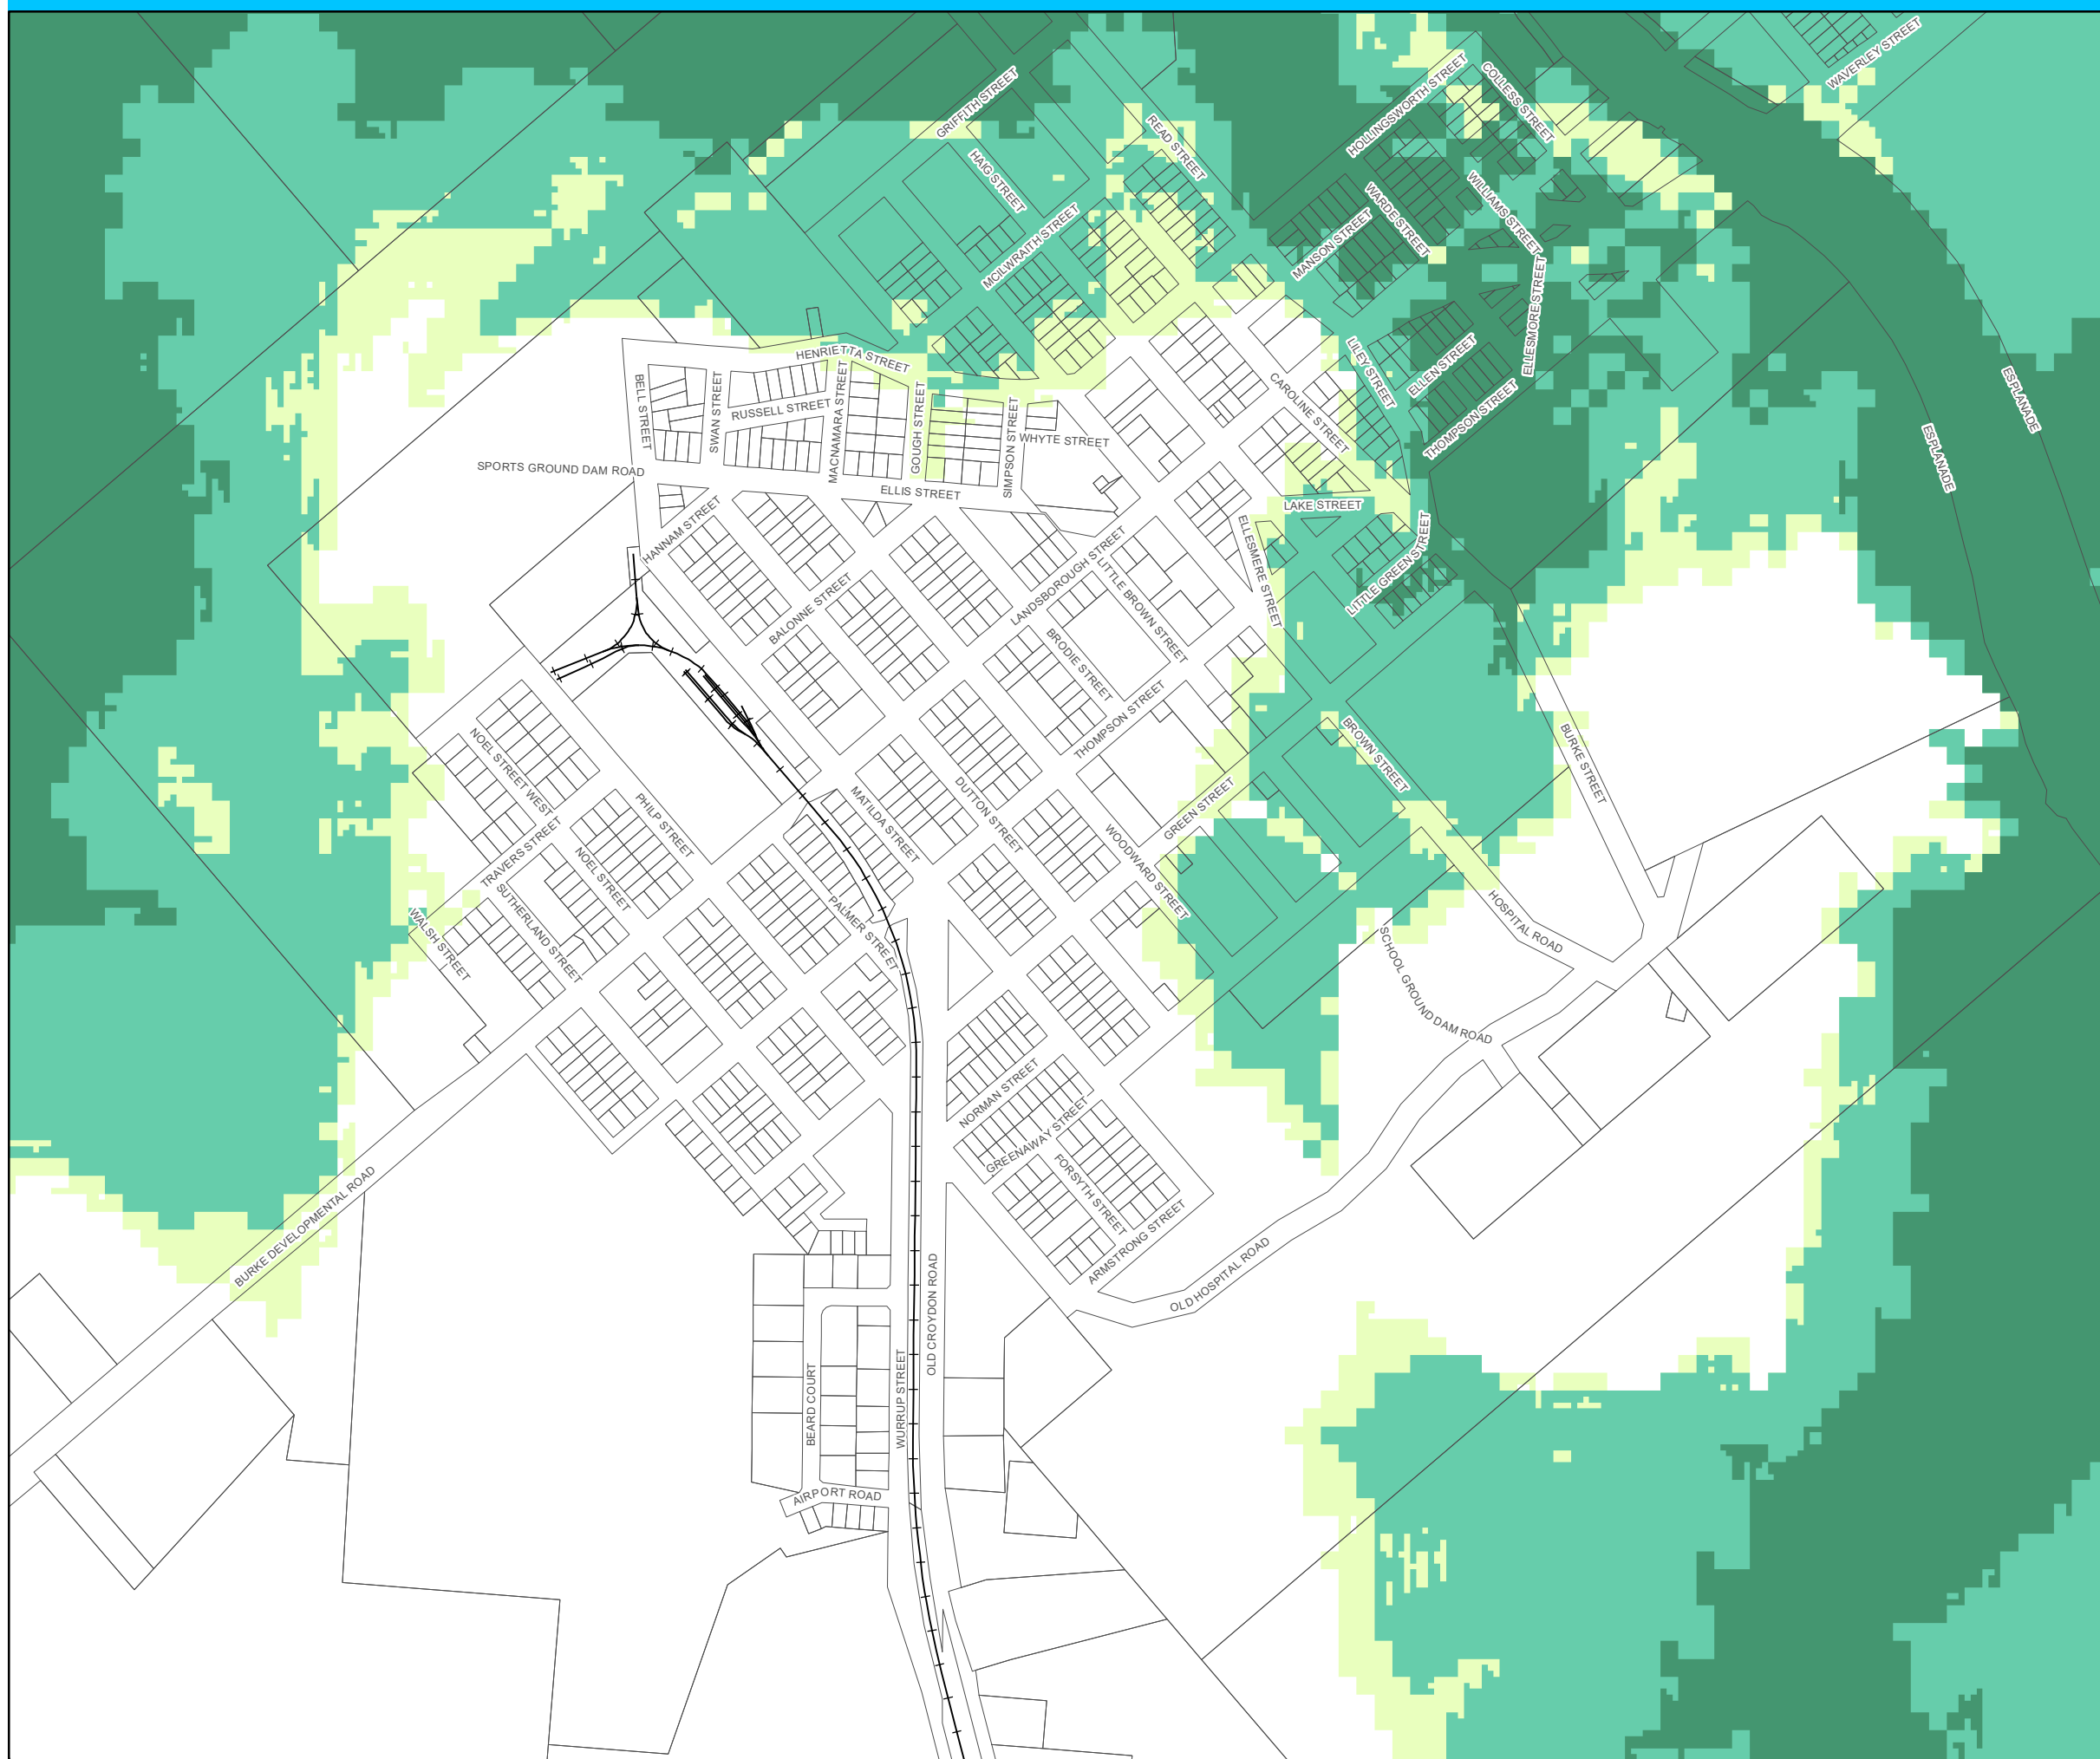 WAVERLEY STREET
COLLESS STREET
HOLLINGSWORTH STREET
GRIFFITH STREET
READ STREET
HAIG STREET
WILLIAMS STREET
WARDE STREET
MCILWRAITH STREET
MANSON STREET
ELLESMORE STREET
HENRIETTA STREET
LILEY STREET
ELLEN STREET
CAROLINE STREET
ESPLANADE
BELL STREET
SWAN STREET
RUSSELL STREET
MACNAMARA STREET
GOUGH STREET
SIMPSON STREET
WHYTE STREET
THOMPSON STREET
ESPLANADE
SPORTS GROUND DAM ROAD
ELLIS STREET
LAKE STREET
HANNAM STREET
ELLESMERE STREET
LITTLE GREEN STREET
LANDSBOROUGH STREET
LITTLE BROWN STREET
BALONNE STREET
BRODIE STREET
THOMPSON STREET
BROWN STREET
BURKE STREET
NOEL STREET WEST
PHILP STREET
MATILDA STREET
DUTTON STREET
GREEN STREET
WOODWARD STREET
TRAVERS STREET
NOEL STREET
SUTHERLAND STREET
WALSH STREET
PALMER STREET
HOSPITAL ROAD
SCHOOL GROUND DAM ROAD
NORMAN STREET
GREENAWAY STREET
FORSYTH STREET
ARMSTRONG STREET
BURKE DEVELOPMENTAL ROAD
OLD HOSPITAL ROAD
OLD CROYDON ROAD
WURRUP STREET
BEARD COURT
AIRPORT ROAD